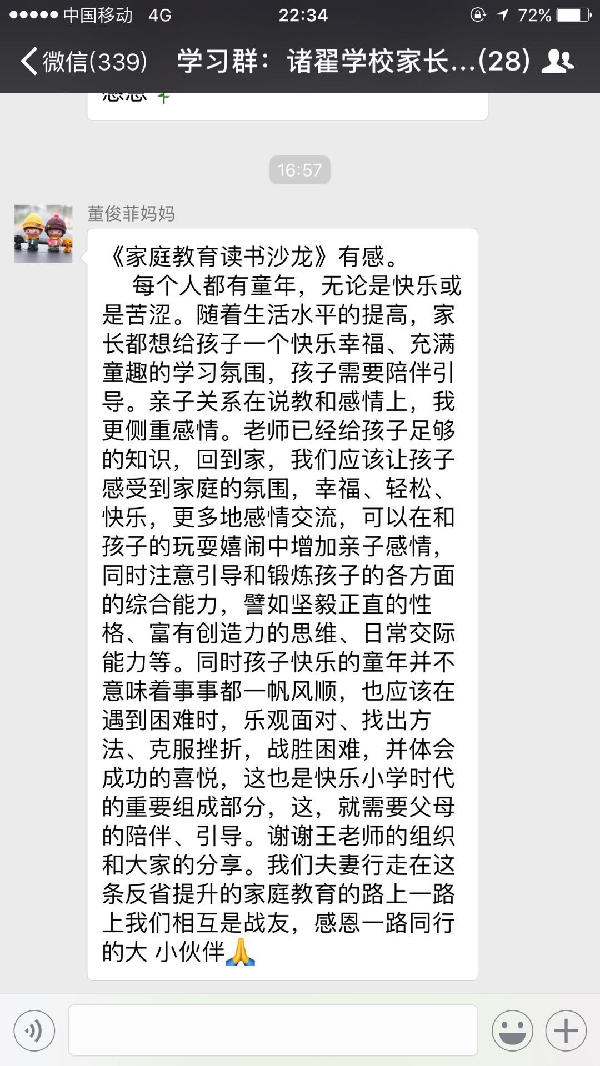 中国移动 4G 22:34 72%
微信(339) 学习群：诸翟学校家长...(28)
感恩
16:57
董俊菲妈妈
《家庭教育读书沙龙》有感。
每个人都有童年，无论是快乐或
是苦涩。随着生活水平的提高，家
长都想给孩子一个快乐幸福、充满
童趣的学习氛围，孩子需要陪伴引
导。亲子关系在说教和感情上，我
更侧重感情。老师已经给孩子足够
的知识，回到家，我们应该让孩子
感受到家庭的氛围，幸福、轻松、
快乐，更多地感情交流，可以在和
孩子的玩耍嬉闹中增加亲子感情，
同时注意引导和锻炼孩子的各方面
的综合能力，譬如坚毅正直的性
格、富有创造力的思维、日常交际
能力等。同时孩子快乐的童年并不
意味着事事都一帆风顺，也应该在
遇到困难时，乐观面对、找出方
法、克服挫折，战胜困难，并体会
成功的喜悦，这也是快乐小学时代
的重要组成部分，这，就需要父母
的陪伴、引导。谢谢王老师的组织
和大家的分享。我们夫妻行走在这
条反省提升的家庭教育的路上一路
上我们相互是战友，感恩一路同行
的大 小伙伴🙏